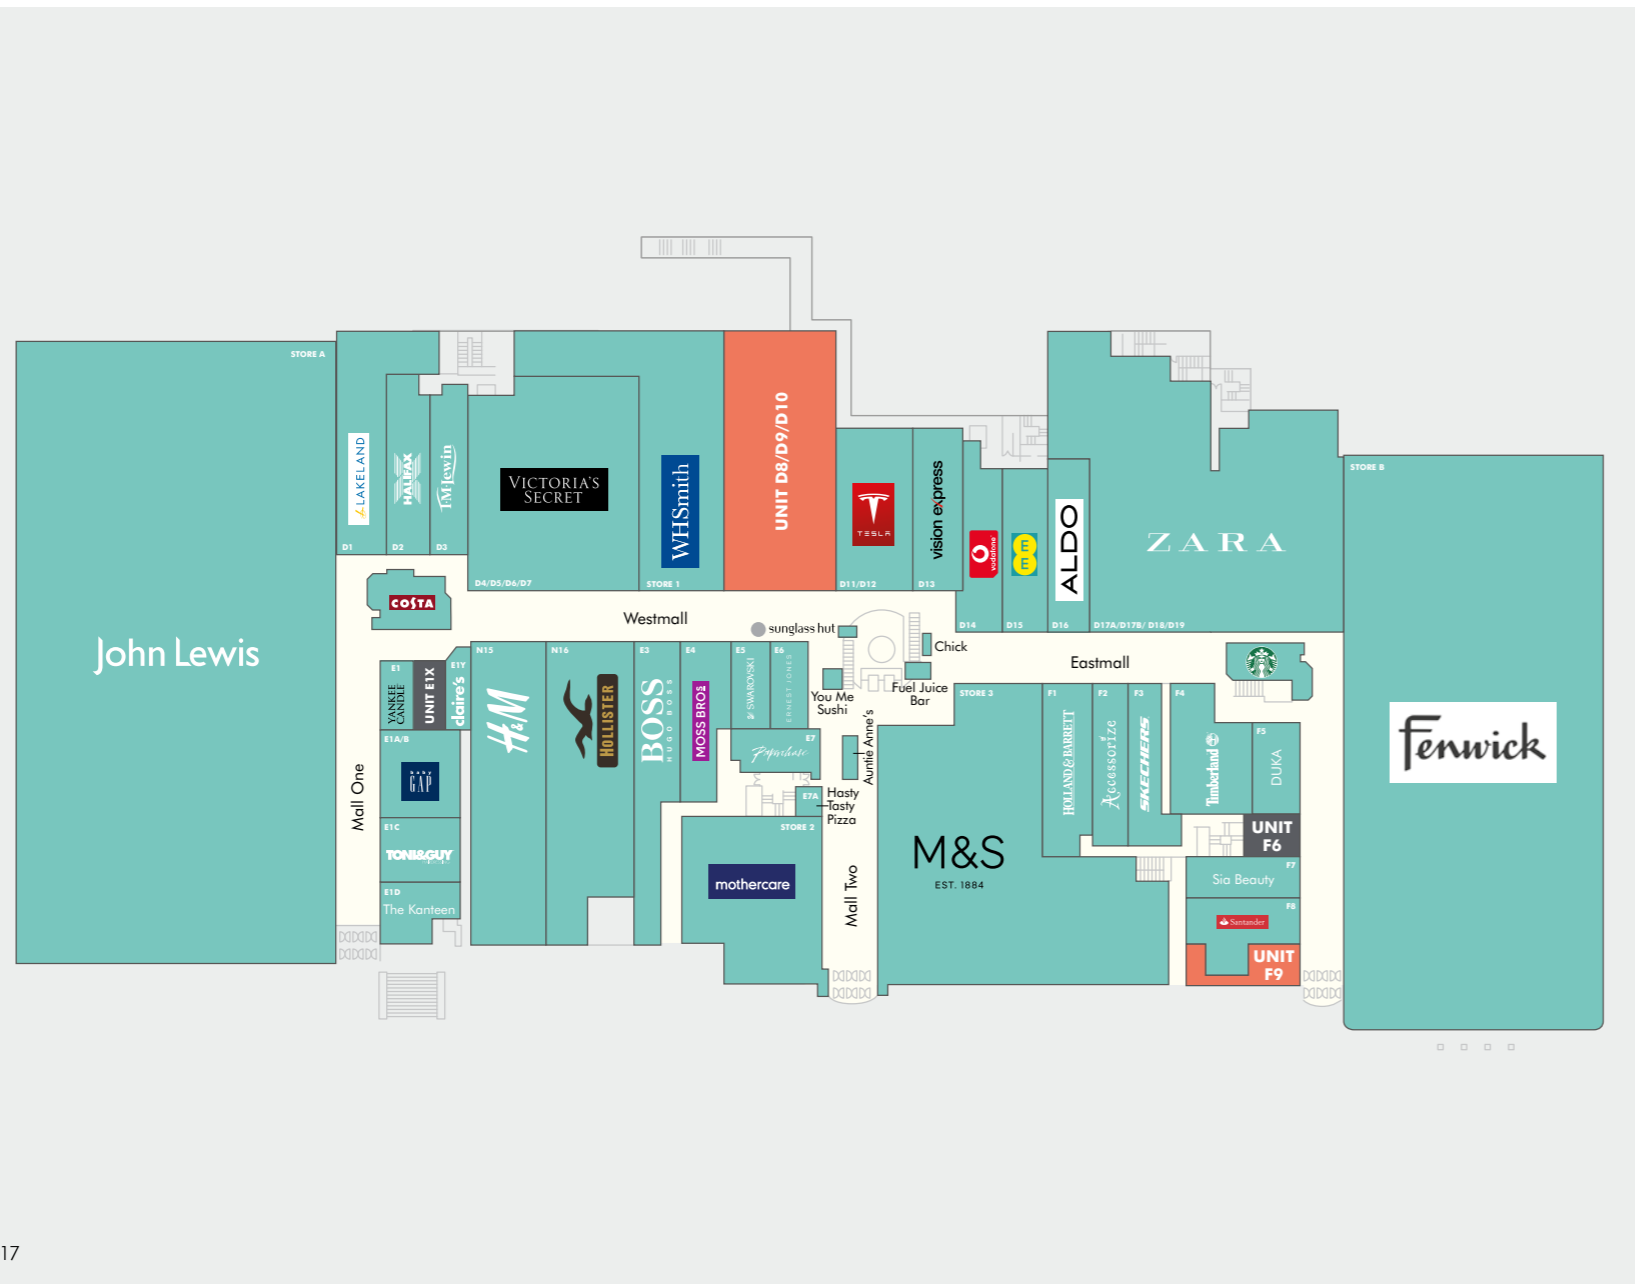 STORE A
John Lewis
LAKELAND
D1
HALIFAX
D2
T.M.Lewin
D3
VICTORIA'S
SECRET
D4/D5/D6/D7
WHSmith
STORE 1
UNIT D8/D9/D10
TESLA
D11/D12
vision express
D13
vodafone
D14
EE
D15
ALDO
D16
ZARA
D17A/D17B/ D18/D19
STORE B
Fenwick
COSTA
Westmall
sunglass hut
Chick
Eastmall
You Me
Sushi
Fuel Juice
Bar
Auntie Anne's
Hasty
Tasty
Pizza
Mall One
Mall Two
E1
YANKEE
CANDLE
UNIT E1X
E1Y
claire's
E1A/B
baby
GAP
E1C
TONI&GUY
E1D
The Kanteen
N15
H&M
N16
HOLLISTER
E3
BOSS
HUGO BOSS
E4
MOSS BROS
E5
SWAROVSKI
E6
ERNEST JONES
E7
Paperchase
E7A
STORE 2
mothercare
STORE 3
M&S
EST. 1884
F1
HOLLAND & BARRETT
F2
Accessorize
F3
SKECHERS
F4
Timberland
F5
DUKA
UNIT
F6
F7
Sia Beauty
F8
Santander
UNIT
F9
17